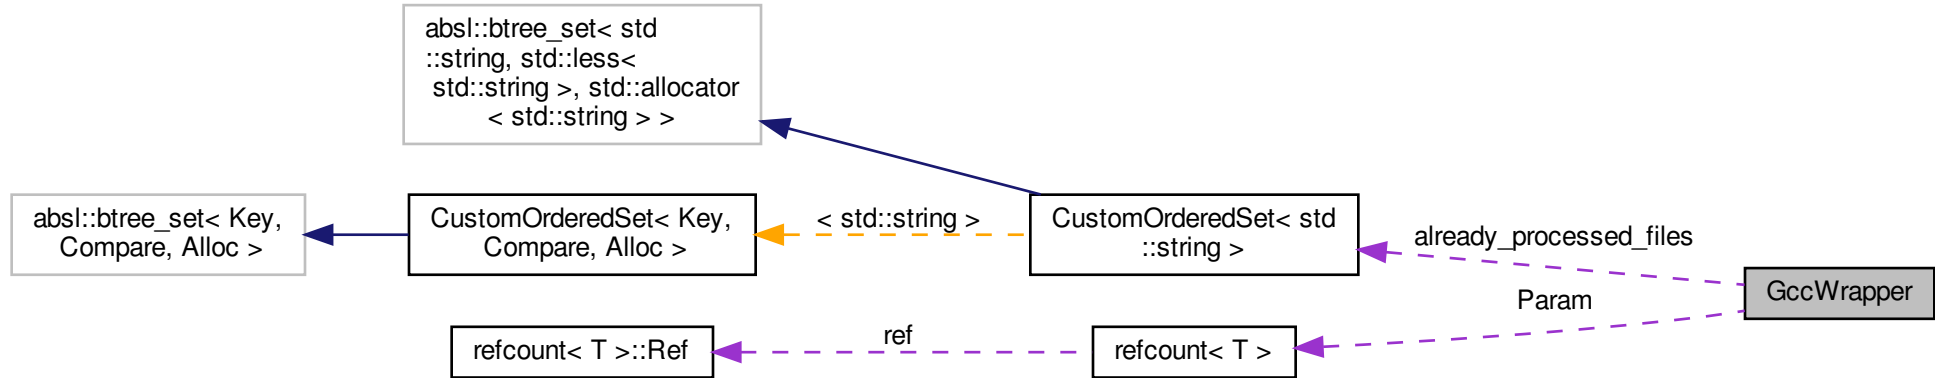 absl::btree_set< std
::string, std::less<
std::string >, std::allocator
< std::string > >
absl::btree_set< Key,
Compare, Alloc >
CustomOrderedSet< Key,
Compare, Alloc >
< std::string >
CustomOrderedSet< std
::string >
already_processed_files
GccWrapper
Param
refcount< T >::Ref
ref
refcount< T >